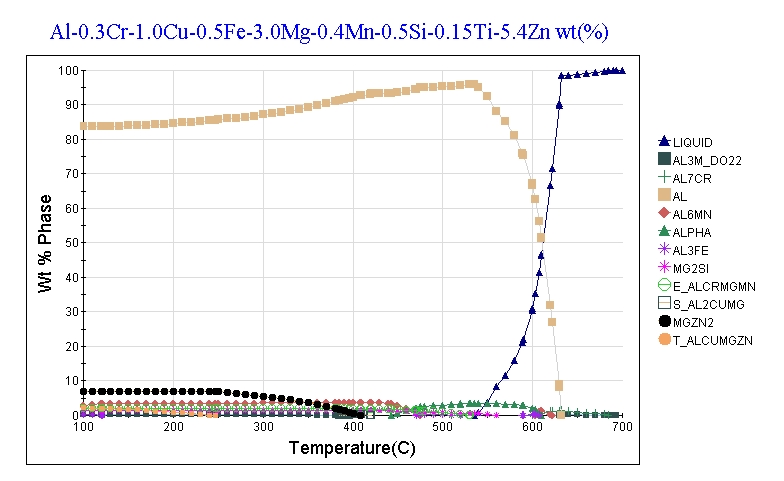 Al-0.3Cr-1.0Cu-0.5Fe-3.0Mg-0.4Mn-0.5Si-0.15Ti-5.4Zn wt(%)
100
90
80
70
60
50
40
30
20
10
0
Wt % Phase
100 200 300 400 500 600 700
Temperature(C)
LIQUID
AL3M_DO22
AL7CR
AL
AL6MN
ALPHA
AL3FE
MG2SI
E_ALCRMGMN
S_AL2CUMG
MGZN2
T_ALCUMGZN